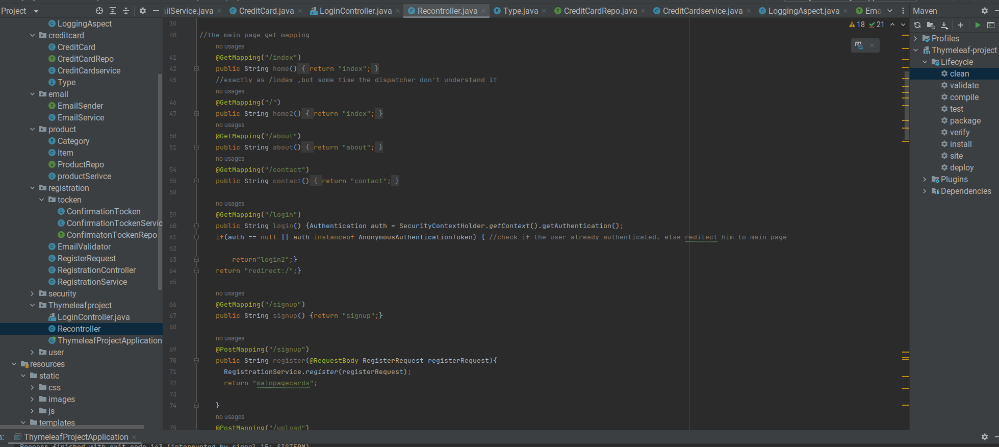 Project
ilService.java
CreditCard.java
LoginController.java
Recontroller.java
Type.java
CreditCardRepo.java
CreditCardservice.java
LoggingAspect.java
Ema
Maven
LoggingAspect
creditcard
CreditCard
CreditCardRepo
CreditCardservice
Type
email
EmailSender
EmailService
product
Category
Item
ProductRepo
productSerivce
registration
tocken
ConfirmationTocken
ConfirmationTockenServic
ConfirmatonTockenRepo
EmailValidator
RegisterRequest
RegistrationController
RegistrationService
security
Thymeleafproject
LoginController.java
Recontroller
ThymeleafProjectApplication
user
resources
static
css
images
js
templates
18 21
39
40 //the main page get mapping
no usages
41 @GetMapping("/index")
42 public String home() { return "index"; }
45 //exactly as /index ,but some time the dispatcher don't understand it
no usages
46 @GetMapping("/")
47 public String home2() { return "index"; }
no usages
50 @GetMapping("/about")
51 public String about() { return "about"; }
no usages
54 @GetMapping("/contact")
55 public String contact() { return "contact"; }
58
no usages
59 @GetMapping("/login")
60 public String login() {Authentication auth = SecurityContextHolder.getContext().getAuthentication();
61 if(auth == null || auth instanceof AnonymousAuthenticationToken) { //check if the user already authenticated. else reditect him to main page
62
63 return"login2";}
64 return "redirect:/";}
65
no usages
66 @GetMapping("/signup")
67 public String signup() {return "signup";}
68
no usages
69 @PostMapping("/signup")
70 public String register(@RequestBody RegisterRequest registerRequest){
71 RegistrationService.register(registerRequest);
72 return "mainpagecards";
73
74 }
no usages
75 @PostMapping("/upload")
Profiles
Thymeleaf-project
Lifecycle
clean
validate
compile
test
package
verify
install
site
deploy
Plugins
Dependencies
n:
ThymeleafProjectApplication
Process finished with exit code 143 (interrupted by signal 15: SIGTERM)